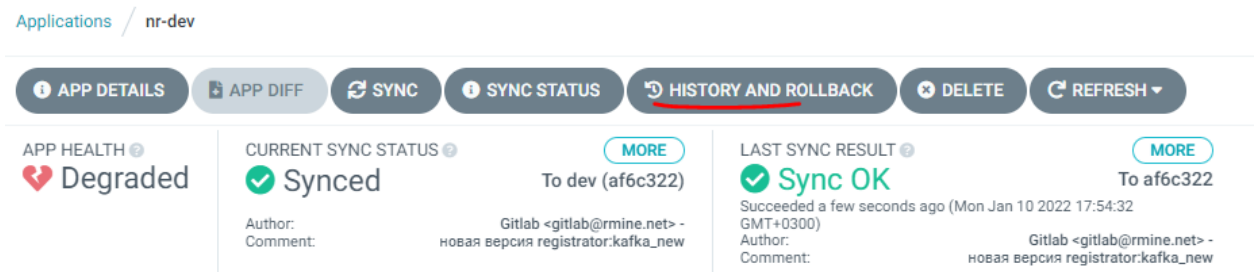 Applications / nr-dev
APP DETAILS APP DIFF SYNC SYNC STATUS HISTORY AND ROLLBACK DELETE REFRESH
APP HEALTH
Degraded
CURRENT SYNC STATUS MORE
Synced To dev (af6c322)
Author: Gitlab <gitlab@rmine.net> -
Comment: новая версия registrator:kafka_new
LAST SYNC RESULT MORE
Sync OK To af6c322
Succeeded a few seconds ago (Mon Jan 10 2022 17:54:32
GMT+0300)
Author: Gitlab <gitlab@rmine.net> -
Comment: новая версия registrator:kafka_new